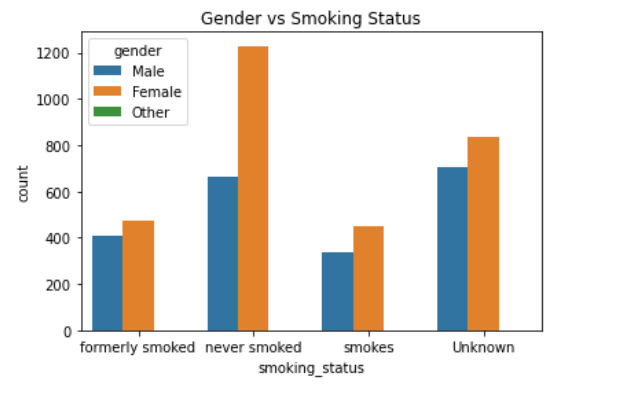 Gender vs Smoking Status
gender
Male
Female
Other
1200
1000
800
600
400
200
0
count
formerly smoked never smoked smokes Unknown
smoking_status